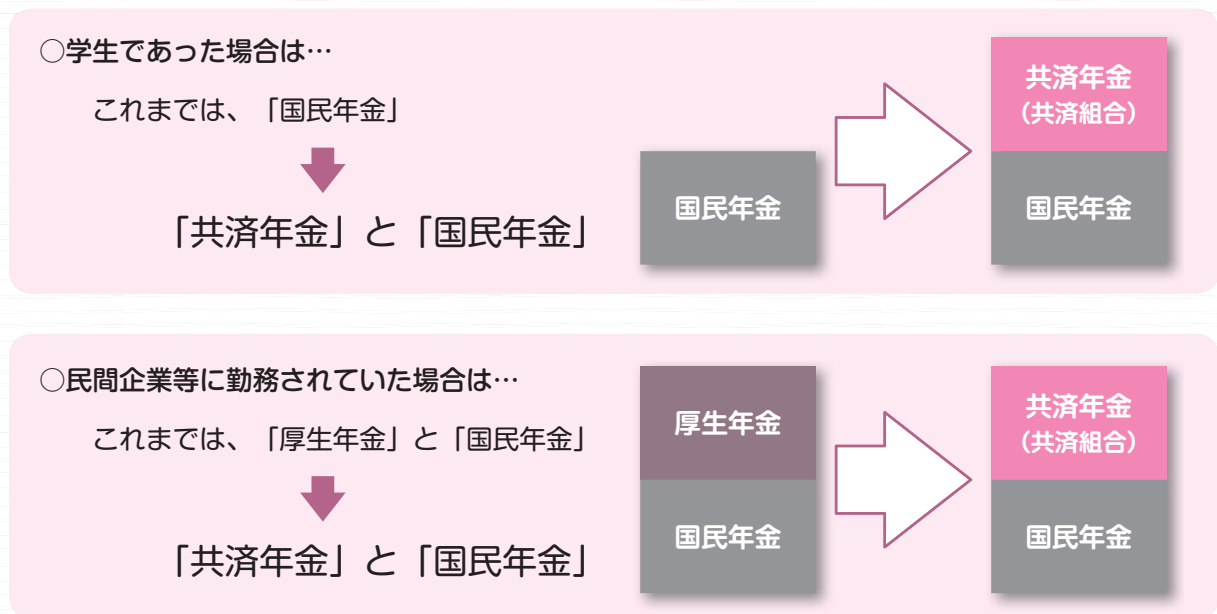 ○学生であった場合は…
これまでは、「国民年金」
「共済年金」と「国民年金」
国民年金
共済年金
（共済組合）
国民年金
○民間企業等に勤務されていた場合は…
これまでは、「厚生年金」と「国民年金」
「共済年金」と「国民年金」
厚生年金
国民年金
共済年金
（共済組合）
国民年金